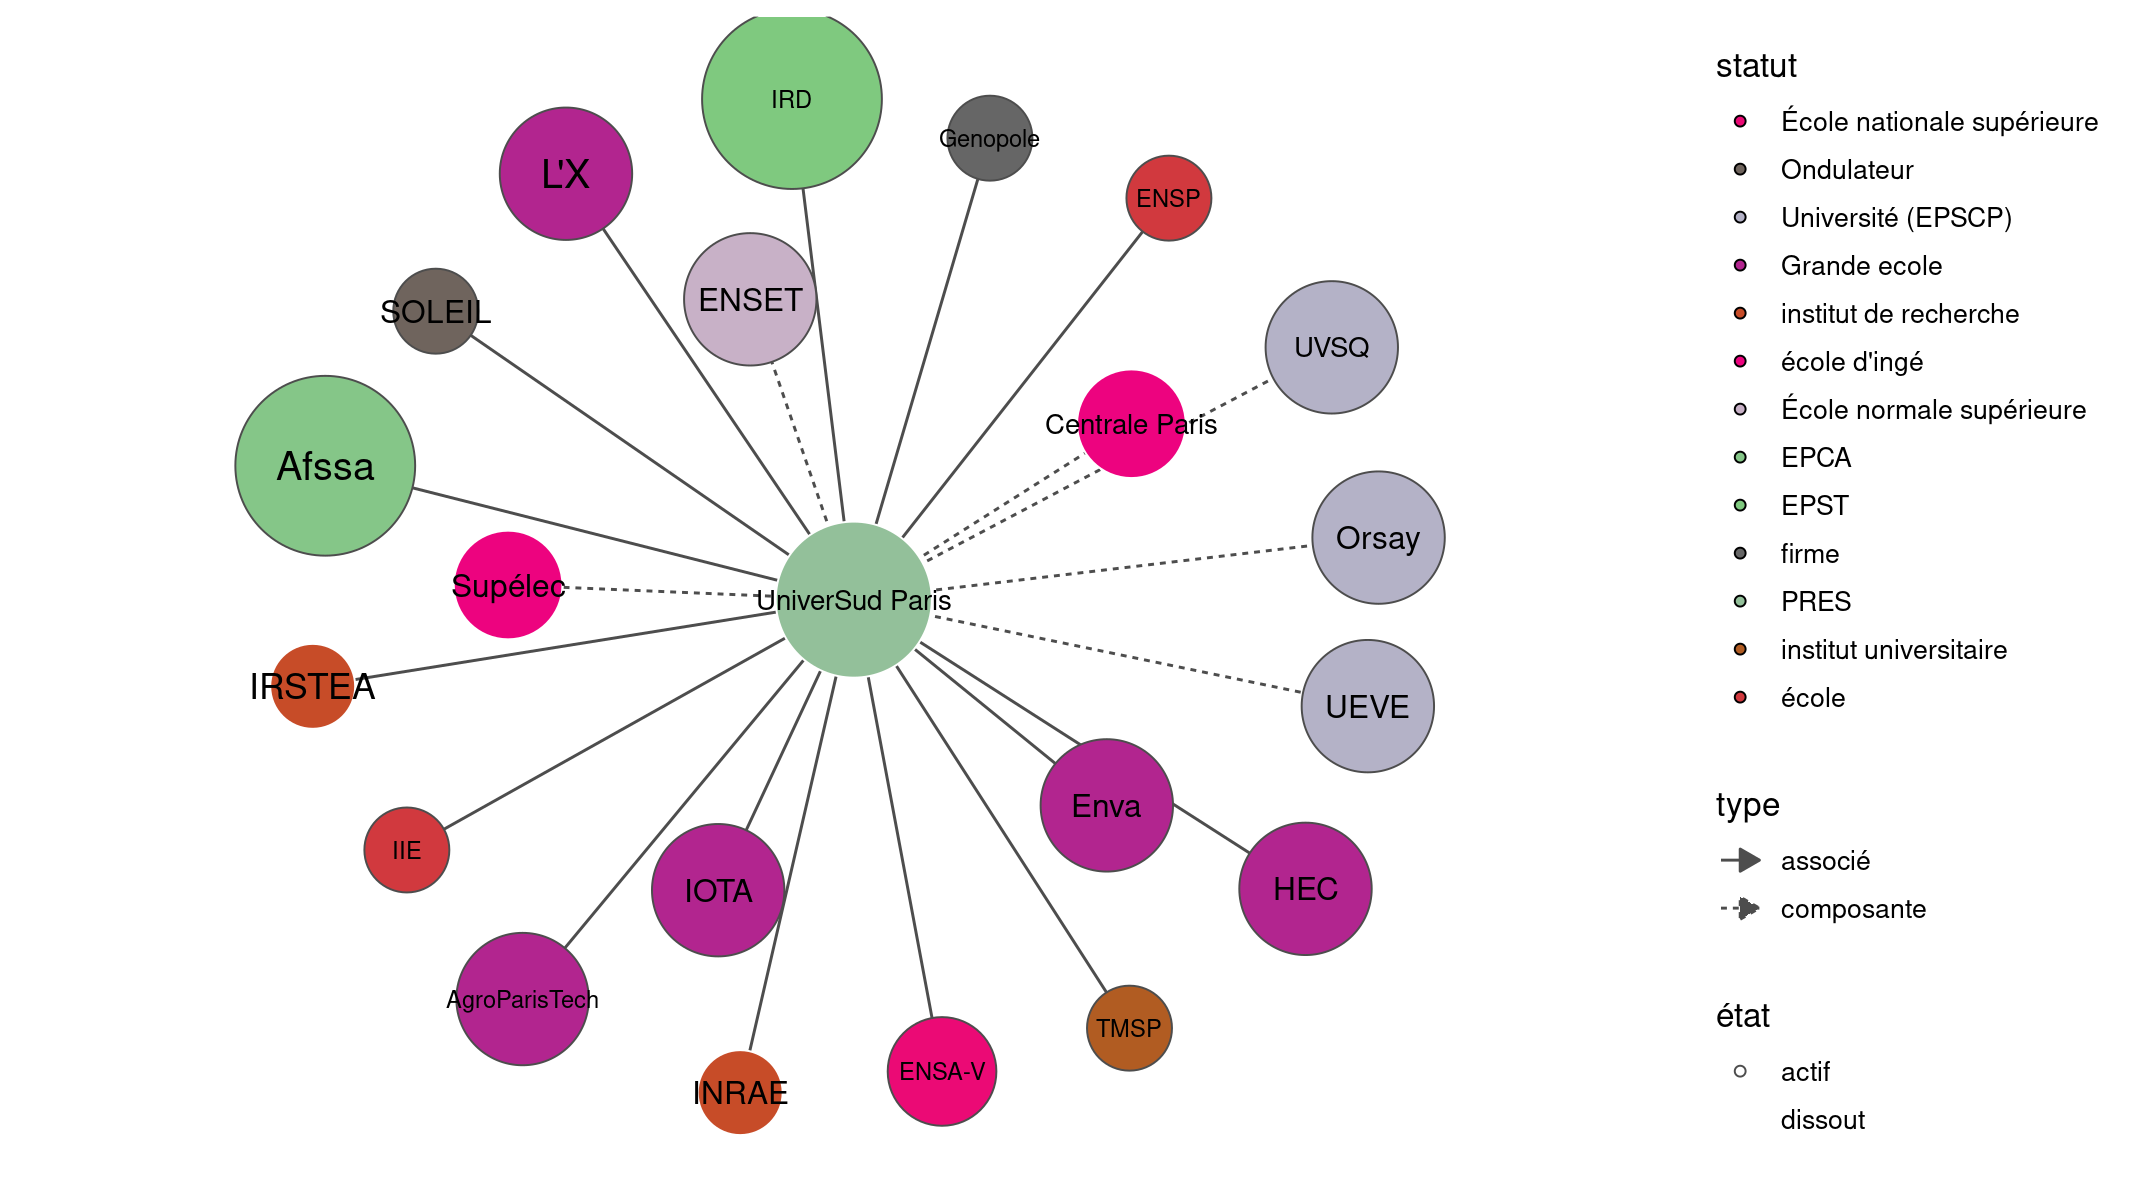 IRD
Genopole
L'X
ENSP
ENSET
SOLEIL
UVSQ
Centrale Paris
Afssa
Orsay
Supélec
UniverSud Paris
IRSTEA
UEVE
Enva
IIE
IOTA
HEC
AgroParisTech
TMSP
ENSA-V
INRAE
statut
École nationale supérieure
Ondulateur
Université (EPSCP)
Grande ecole
institut de recherche
école d'ingé
École normale supérieure
EPCA
EPST
firme
PRES
institut universitaire
école
type
associé
composante
état
actif
dissout